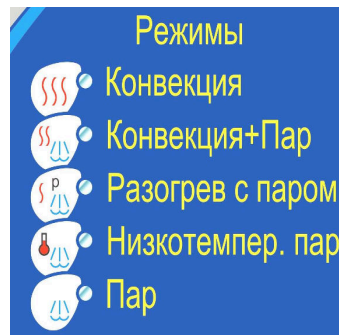 Режимы
Конвекция
Конвекция+Пар
P
Разогрев с паром
Низкотемпер. пар
Пар